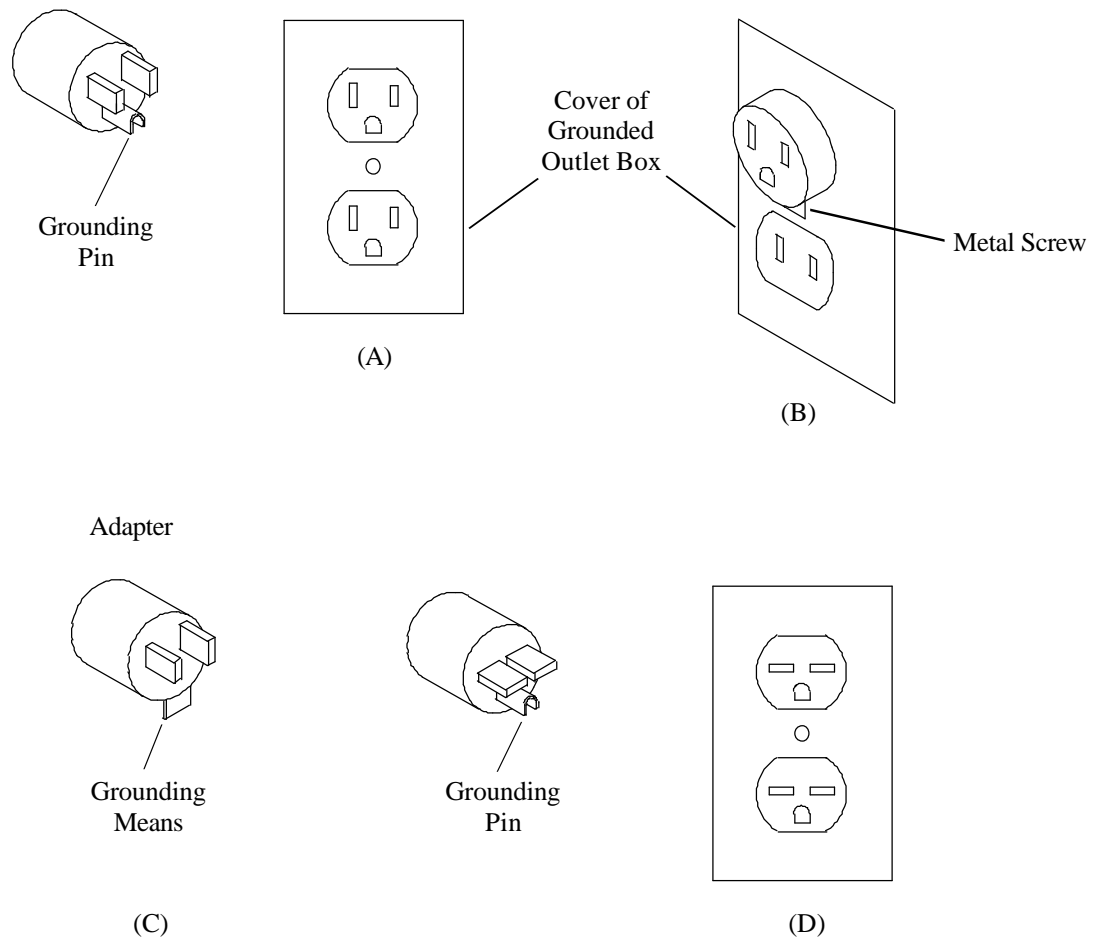 Grounding
Pin
(A)
Cover of
Grounded
Outlet Box
Metal Screw
(B)
Adapter
Grounding
Means
(C)
Grounding
Pin
(D)